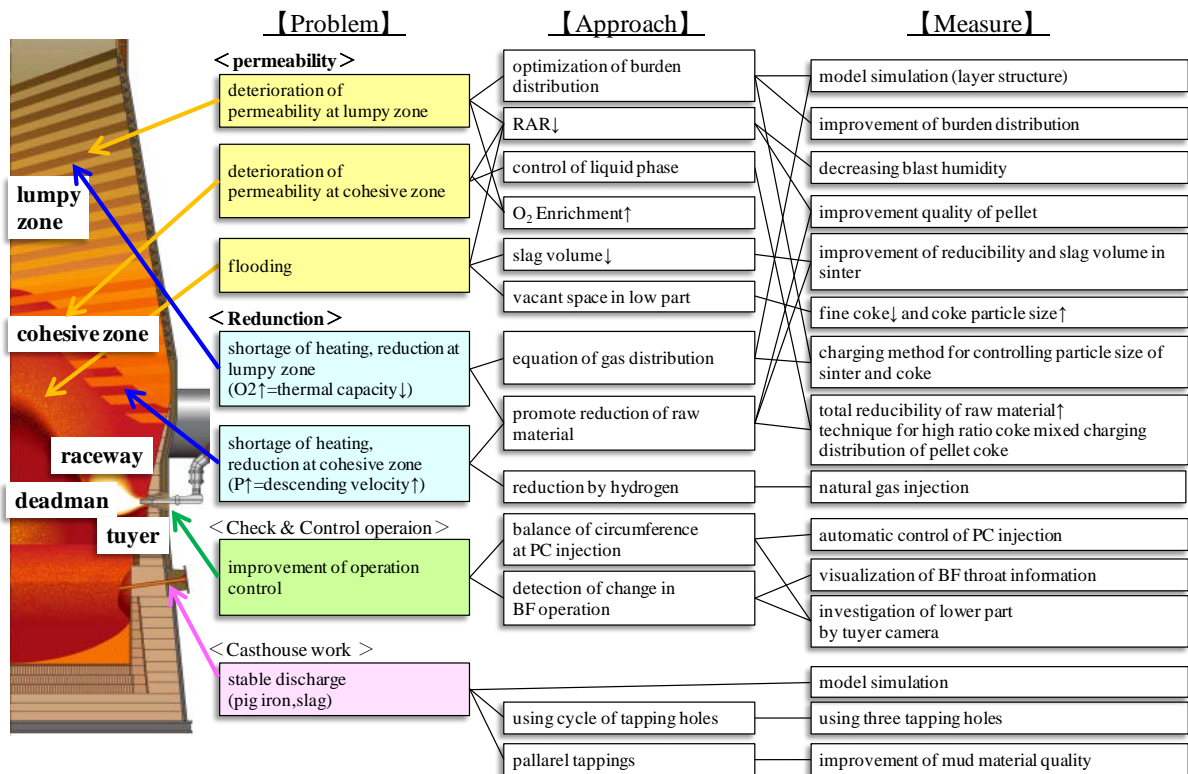 【Problem】
【Approach】
【Measure】
＜permeability＞
deterioration of
permeability at lumpy zone
deterioration of
permeability at cohesive zone
flooding
＜Redunction＞
shortage of heating, reduction at
lumpy zone
(O2↑=thermal capacity↓)
shortage of heating,
reduction at cohesive zone
(P↑=descending velocity↑)
＜Check & Control operaion＞
improvement of operation
control
＜Casthouse work ＞
stable discharge
(pig iron,slag)
lumpy
zone
cohesive zone
raceway
deadman
tuyer
optimization of burden
distribution
RAR↓
control of liquid phase
O₂ Enrichment↑
slag volume↓
vacant space in low part
equation of gas distribution
promote reduction of raw
material
reduction by hydrogen
balance of circumference
at PC injection
detection of change in
BF operation
using cycle of tapping holes
pallarel tappings
model simulation (layer structure)
improvement of burden distribution
decreasing blast humidity
improvement quality of pellet
improvement of reducibility and slag volume in
sinter
fine coke↓ and coke particle size↑
charging method for controlling particle size of
sinter and coke
total reducibility of raw material↑
technique for high ratio coke mixed charging
distribution of pellet coke
natural gas injection
automatic control of PC injection
visualization of BF throat information
investigation of lower part
by tuyer camera
model simulation
using three tapping holes
improvement of mud material quality